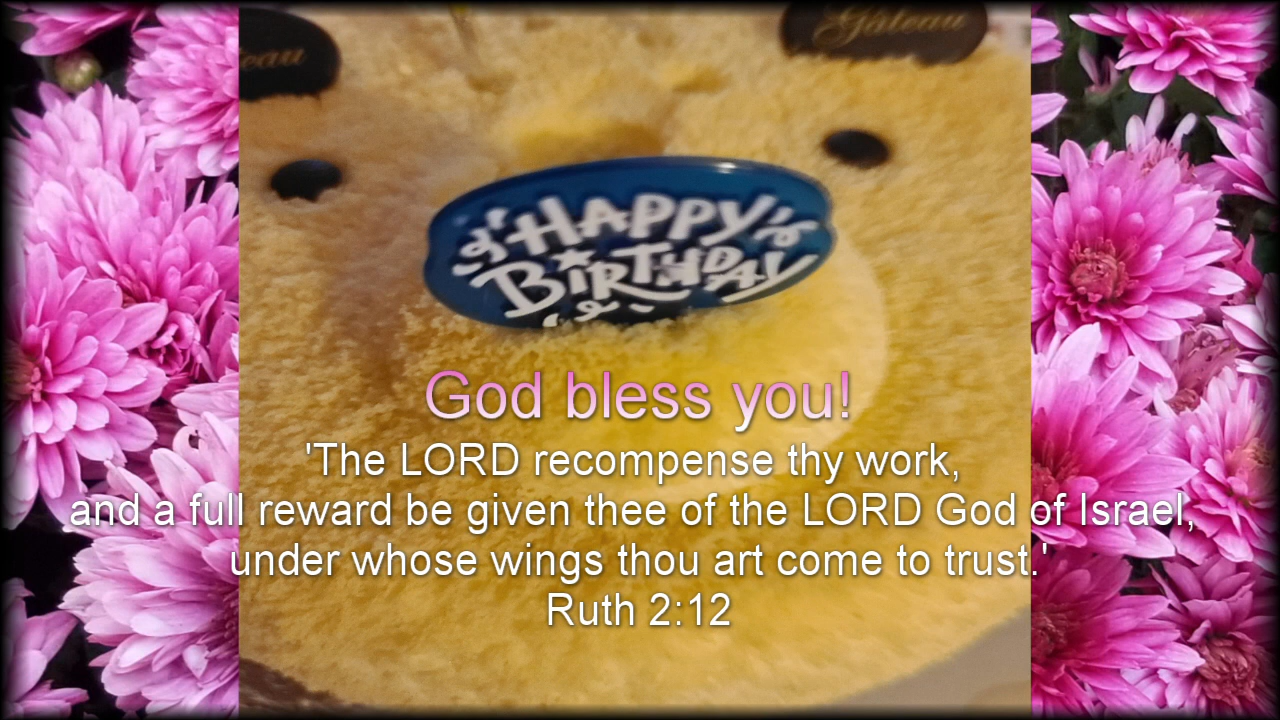 eau
Gâteau
HAPPY
BIRTHDAY
God bless you!
'The LORD recompense thy work,
and a full reward be given thee of the LORD God of Israel,
under whose wings thou art come to trust.'
Ruth 2:12